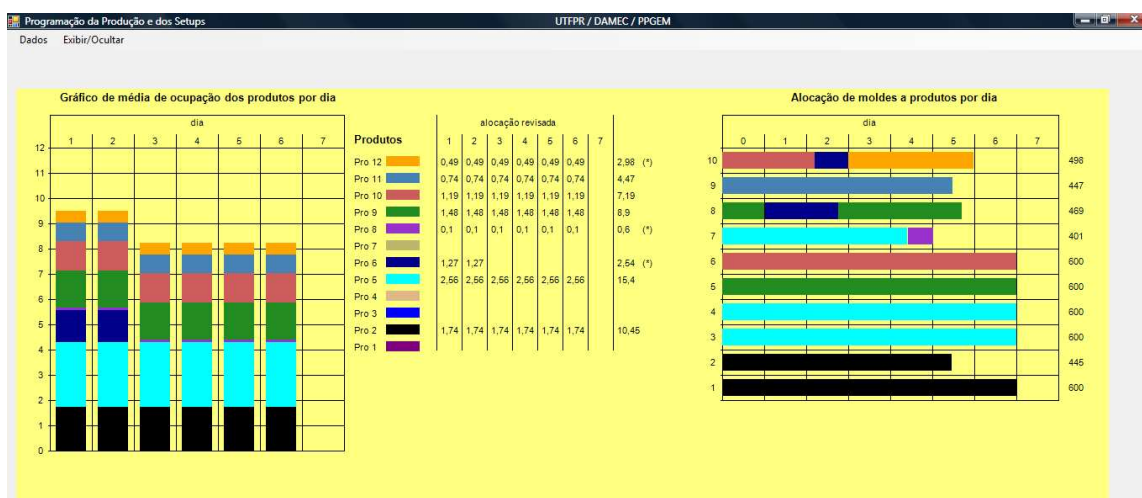 Programação da Produção e dos Setups UTFPR / DAMEC / PPGEM
Dados Exibir/Ocultar
Gráfico de média de ocupação dos produtos por dia
dia
1 2 3 4 5 6 7
12
11
10
9
8
7
6
5
4
3
2
1
0
alocação revisada
Produtos 1 2 3 4 5 6 7
Pro 12 0,49 0,49 0,49 0,49 0,49 0,49 2,98 (*)
Pro 11 0,74 0,74 0,74 0,74 0,74 0,74 4,47
Pro 10 1,19 1,19 1,19 1,19 1,19 1,19 7,19
Pro 9 1,48 1,48 1,48 1,48 1,48 1,48 8,9
Pro 8 0,1 0,1 0,1 0,1 0,1 0,1 0,6 (*)
Pro 7
Pro 6 1,27 1,27 2,54 (*)
Pro 5 2,56 2,56 2,56 2,56 2,56 2,56 15,4
Pro 4
Pro 3
Pro 2 1,74 1,74 1,74 1,74 1,74 1,74 10,45
Pro 1
Alocação de moldes a produtos por dia
dia
0 1 2 3 4 5 6 7
10 498
9 447
8 469
7 401
6 600
5 600
4 600
3 600
2 445
1 600